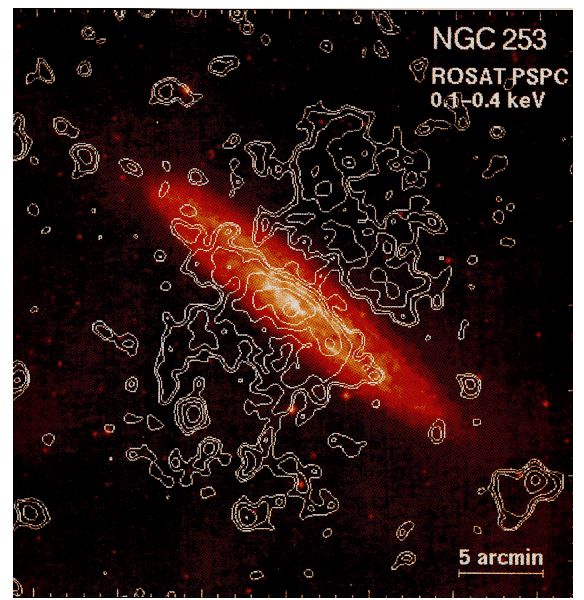 NGC 253
ROSAT PSPC
0.1–0.4 keV
5 arcmin